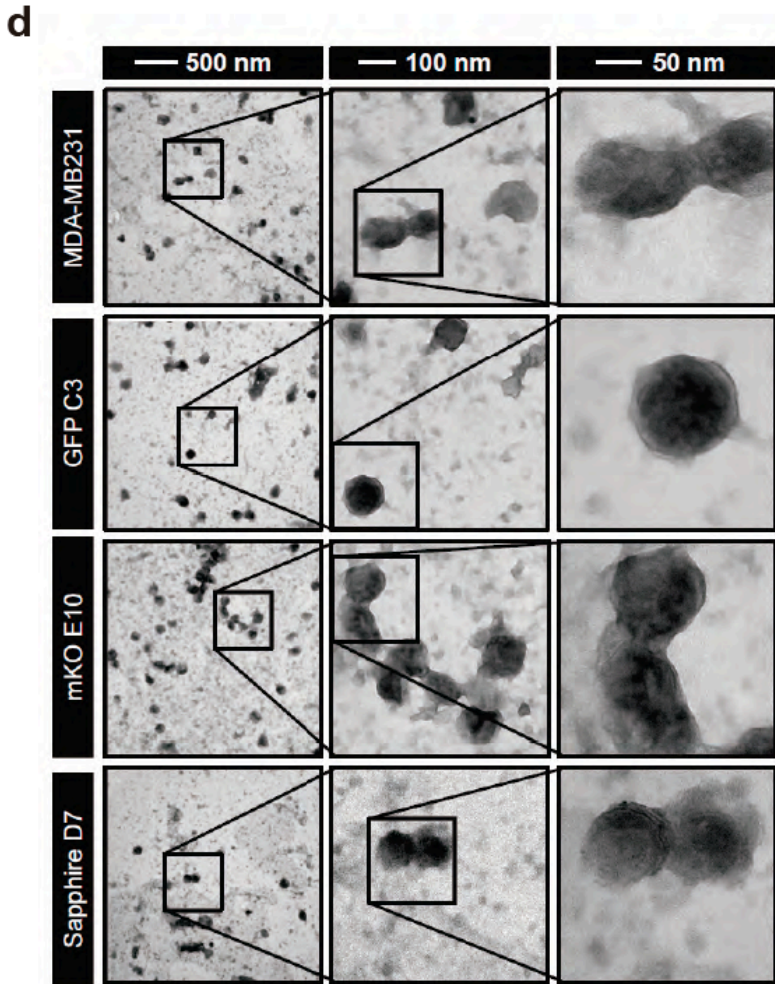 d
500 nm
100 nm
50 nm
MDA-MB231
GFP C3
mKO E10
Sapphire D7